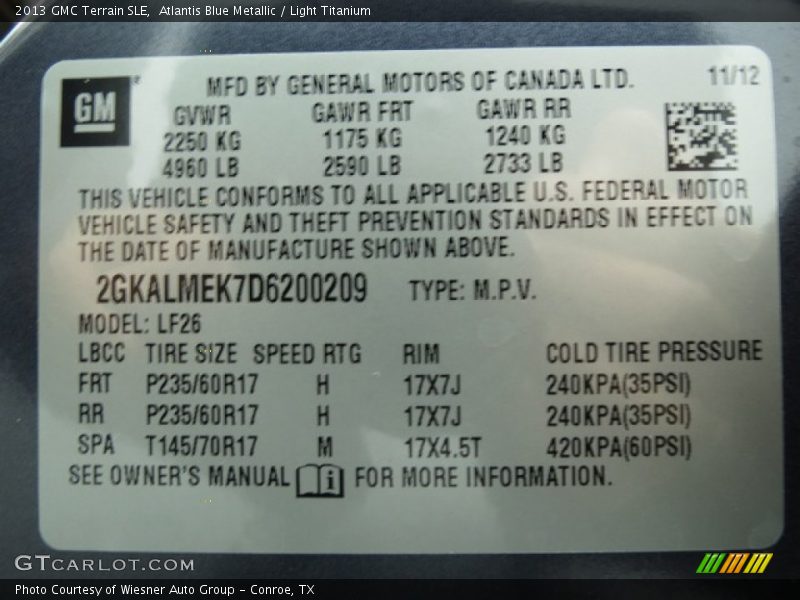 2013 GMC Terrain SLE,  Atlantis Blue Metallic / Light Titanium
GM ® MFD BY GENERAL MOTORS OF CANADA LTD. 11/12
GVWR GAWR FRT GAWR RR
2250 KG 1175 KG 1240 KG
4960 LB 2590 LB 2733 LB
THIS VEHICLE CONFORMS TO ALL APPLICABLE U.S. FEDERAL MOTOR
VEHICLE SAFETY AND THEFT PREVENTION STANDARDS IN EFFECT ON
THE DATE OF MANUFACTURE SHOWN ABOVE.
2GKALMEK7D6200209 TYPE: M.P.V.
MODEL: LF26
LBCC TIRE SIZE SPEED RTG RIM COLD TIRE PRESSURE
FRT P235/60R17 H 17X7J 240KPA(35PSI)
RR P235/60R17 H 17X7J 240KPA(35PSI)
SPA T145/70R17 M 17X4.5T 420KPA(60PSI)
SEE OWNER'S MANUAL i FOR MORE INFORMATION.
GTCARLOT.COM
Photo Courtesy of Wiesner Auto Group - Conroe, TX